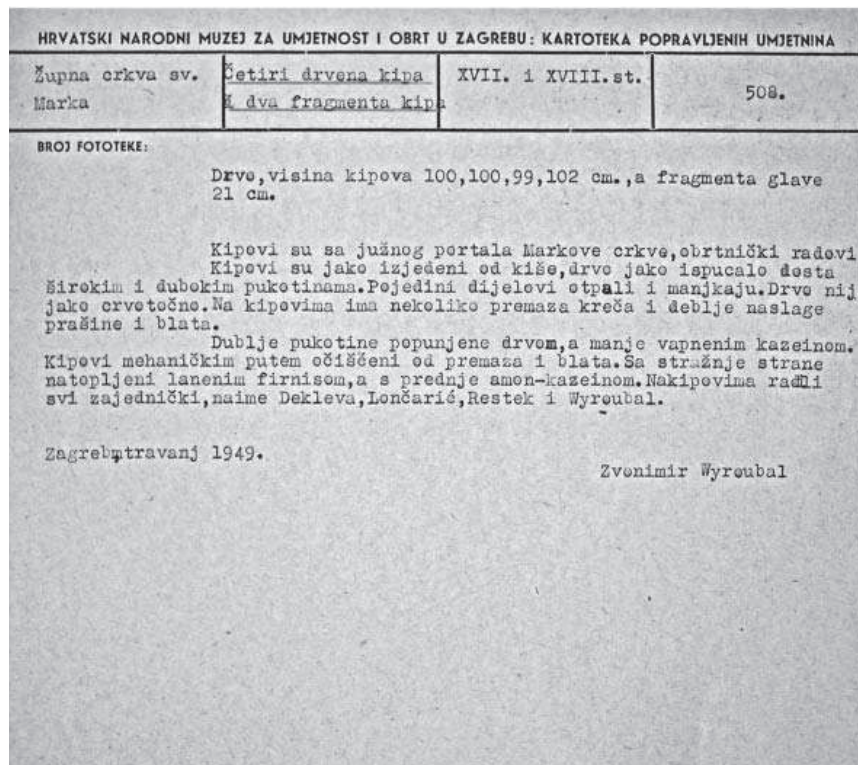 HRVATSKI NARODNI MUZEJ ZA UMJETNOST I OBRT U ZAGREBU: KARTOTEKA POPRAVLJENIH UMJETNINA
Župna crkva sv. Četiri drvena kipa XVII. i XVIII.st. 508.
Marka i dva fragmenta kipa
BROJ FOTOTEKE:
Drvo,visina kipova 100,100,99,102 cm.,a fragmenta glave
21 cm.
Kipovi su sa južnog portala Markove crkve,obrtnički radovi
Kipovi su jako izjedeni od kiše,drvo jako ispucalo dosta
širokim i dubokim pukotinama.Pojedini dijelovi otpali i manjkaju.Drvo nij
jako crvotočno.Na kipovima ima nekoliko premaza kreča i deblje naslage
prašine i blata.
Dublje pukotine popunjene drvom,a manje vapnenim kazeinom.
Kipovi mehaničkim putem očišćeni od premaza i blata.Sa stražnje strane
natopljeni lanenim firnisom,a s prednje amon-kazeinom.Nakipovima radili
svi zajednički,naime Dekleva,Lončarić,Restek i Wyroubal.
Zagreb,travanj 1949.
Zvonimir Wyroubal